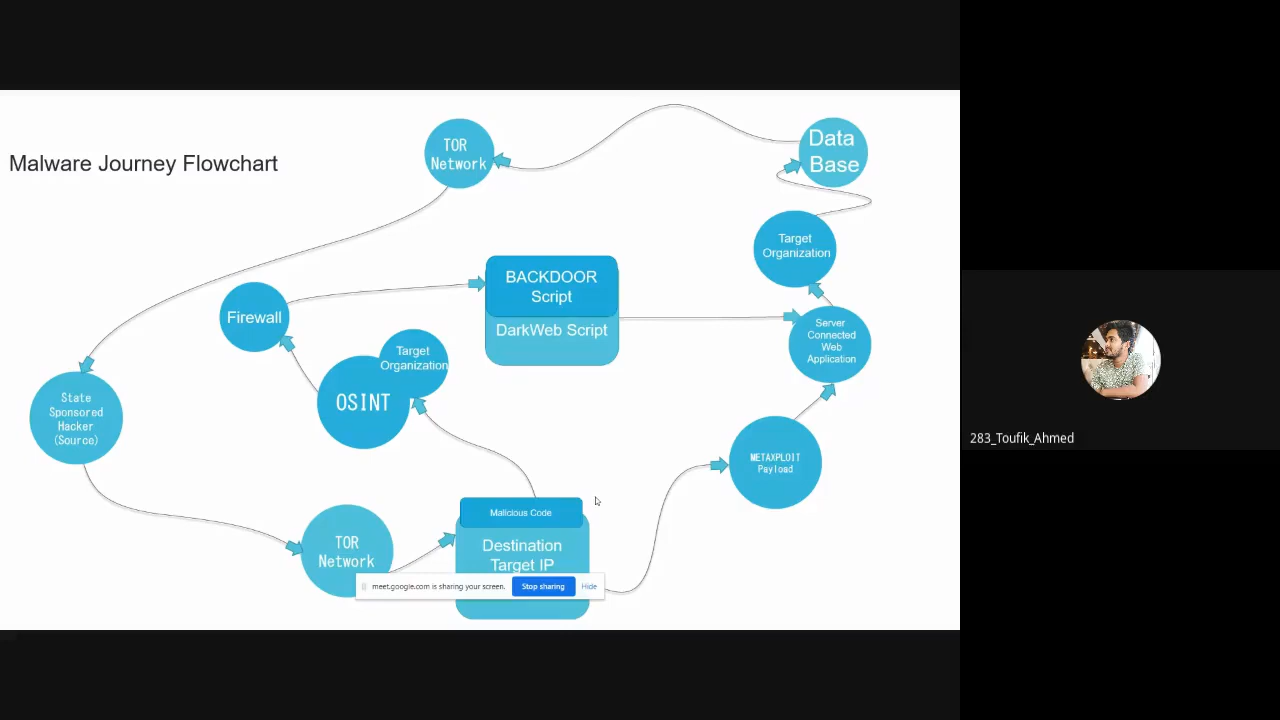 Malware Journey Flowchart
TOR
Network
Data
Base
Target
Organization
BACKDOOR
Script
DarkWeb Script
Firewall
Server
Connected
Web
Application
Target
Organization
OSINT
State
Sponsored
Hacker
(Source)
METAXPLOIT
Payload
Malicious Code
Destination
Target IP
TOR
Network
meet.google.com is sharing your screen.
Stop sharing
Hide
283_Toufik_Ahmed